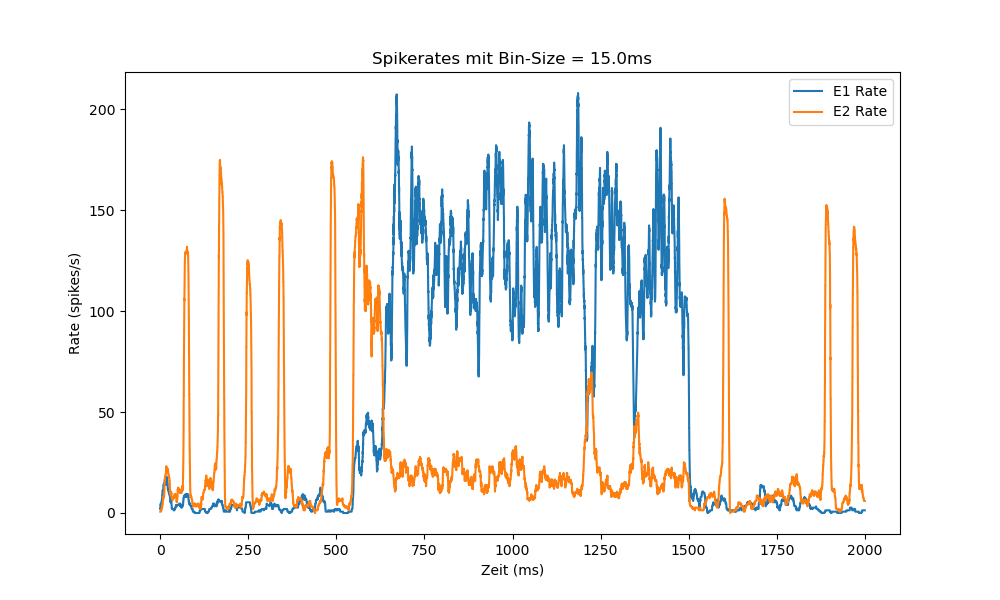 Spikerates mit Bin-Size = 15.0ms
E1 Rate
E2 Rate
Rate (spikes/s)
200
150
100
50
0
0 250 500 750 1000 1250 1500 1750 2000
Zeit (ms)